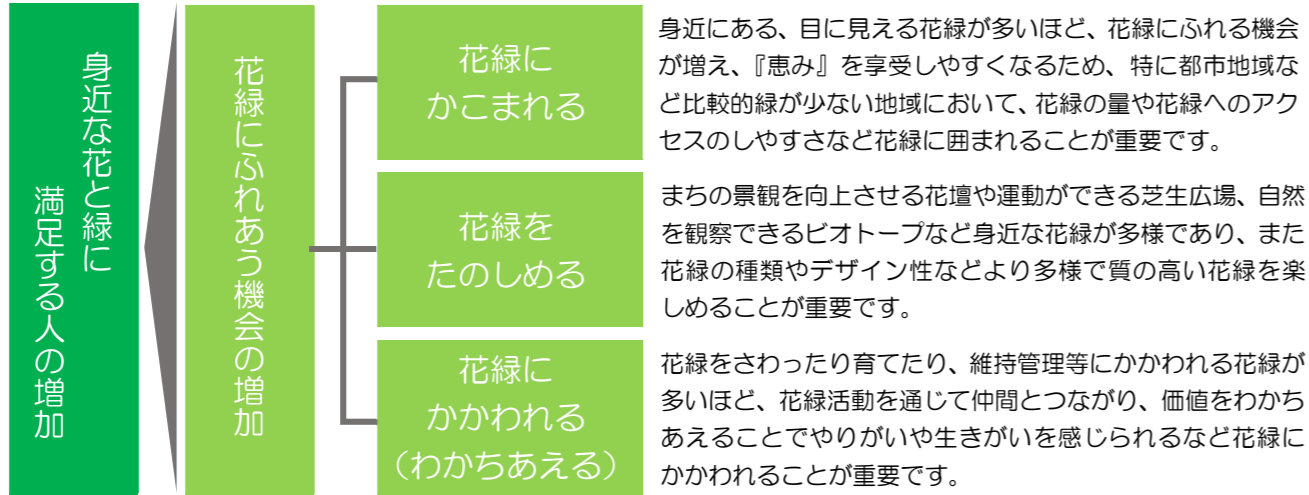 身近な花と緑に
満足する人の増加
花緑にふれあう機会の増加
花緑に
かこまれる
身近にある、目に見える花緑が多いほど、花緑にふれる機会
が増え、『恵み』を享受しやすくなるため、特に都市地域な
ど比較的緑が少ない地域において、花緑の量や花緑へのアク
セスのしやすさなど花緑に囲まれることが重要です。
花緑を
たのしめる
まちの景観を向上させる花壇や運動ができる芝生広場、自然
を観察できるビオトープなど身近な花緑が多様であり、また
花緑の種類やデザイン性などより多様で質の高い花緑を楽
しめることが重要です。
花緑に
かかわれる
（わかちあえる）
花緑をさわったり育てたり、維持管理等にかかわれる花緑が
多いほど、花緑活動を通じて仲間とつながり、価値をわかち
あえることでやりがいや生きがいを感じられるなど花緑に
かかわれることが重要です。